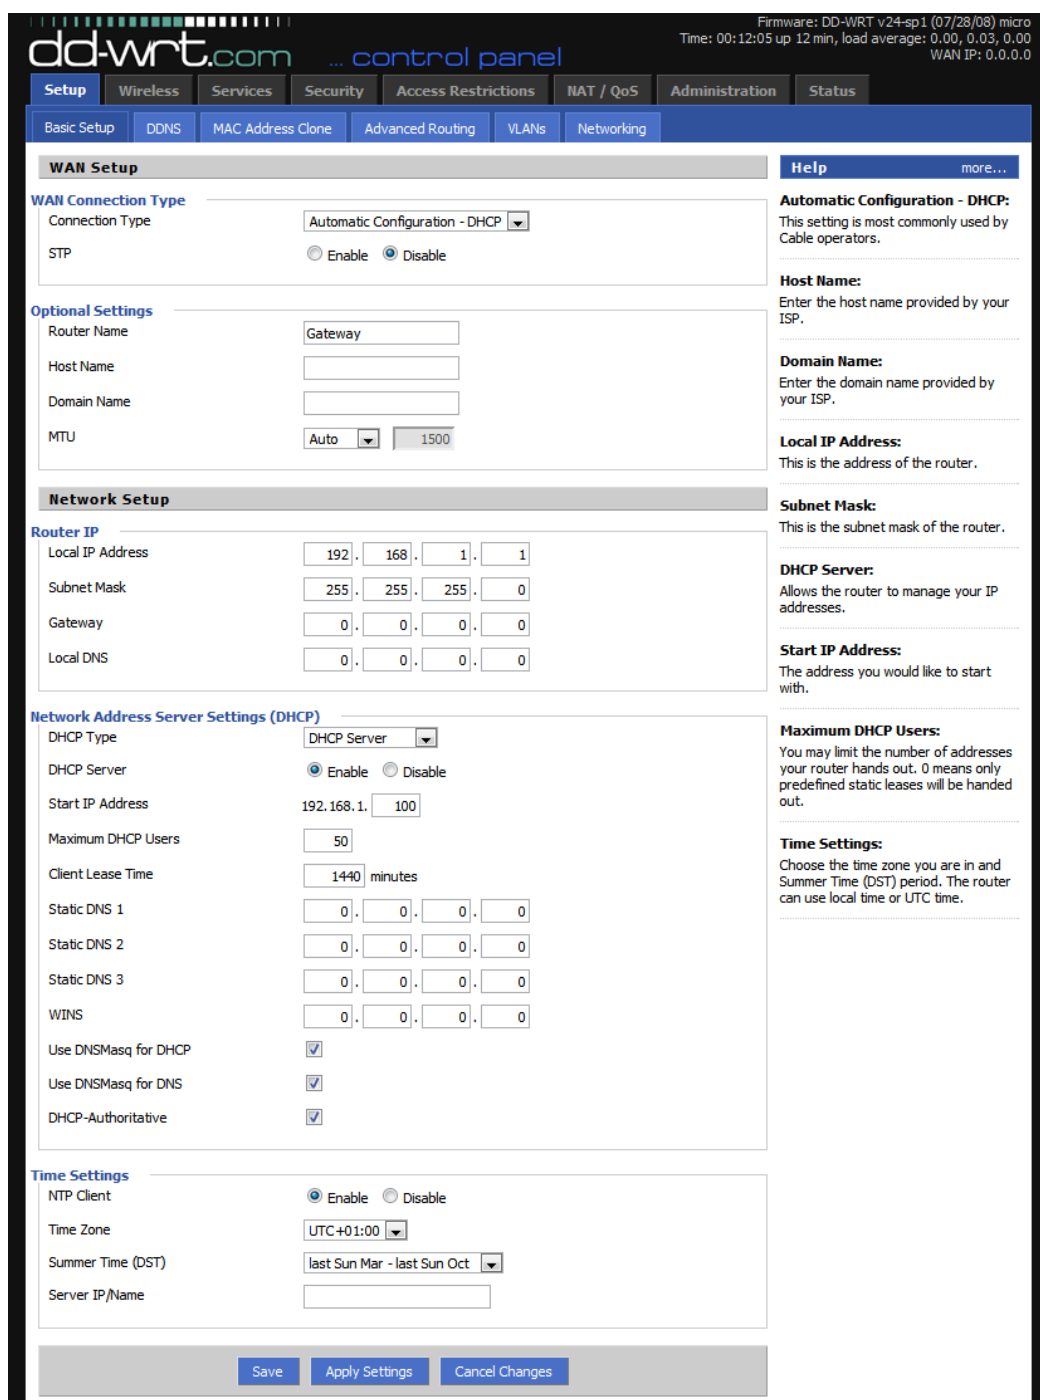 Firmware: DD-WRT v24-sp1 (07/28/08) micro
Time: 00:12:05 up 12 min, load average: 0.00, 0.03, 0.00
WAN IP: 0.0.0.0
dd-wrt.com ... control panel
Setup Wireless Services Security Access Restrictions NAT / QoS Administration Status
Basic Setup DDNS MAC Address Clone Advanced Routing VLANs Networking
WAN Setup
WAN Connection Type
Connection Type Automatic Configuration - DHCP
STP Enable Disable
Optional Settings
Router Name Gateway
Host Name
Domain Name
MTU Auto 1500
Network Setup
Router IP
Local IP Address 192. 168. 1. 1
Subnet Mask 255. 255. 255. 0
Gateway 0. 0. 0. 0
Local DNS 0. 0. 0. 0
Network Address Server Settings (DHCP)
DHCP Type DHCP Server
DHCP Server Enable Disable
Start IP Address 192.168.1. 100
Maximum DHCP Users 50
Client Lease Time 1440 minutes
Static DNS 1 0. 0. 0. 0
Static DNS 2 0. 0. 0. 0
Static DNS 3 0. 0. 0. 0
WINS 0. 0. 0. 0
Use DNSMasq for DHCP
Use DNSMasq for DNS
DHCP-Authoritative
Time Settings
NTP Client Enable Disable
Time Zone UTC+01:00
Summer Time (DST) last Sun Mar - last Sun Oct
Server IP/Name
Save Apply Settings Cancel Changes
Help more...
Automatic Configuration - DHCP:
This setting is most commonly used by
Cable operators.
Host Name:
Enter the host name provided by your
ISP.
Domain Name:
Enter the domain name provided by
your ISP.
Local IP Address:
This is the address of the router.
Subnet Mask:
This is the subnet mask of the router.
DHCP Server:
Allows the router to manage your IP
addresses.
Start IP Address:
The address you would like to start
with.
Maximum DHCP Users:
You may limit the number of addresses
your router hands out. 0 means only
predefined static leases will be handed
out.
Time Settings:
Choose the time zone you are in and
Summer Time (DST) period. The router
can use local time or UTC time.